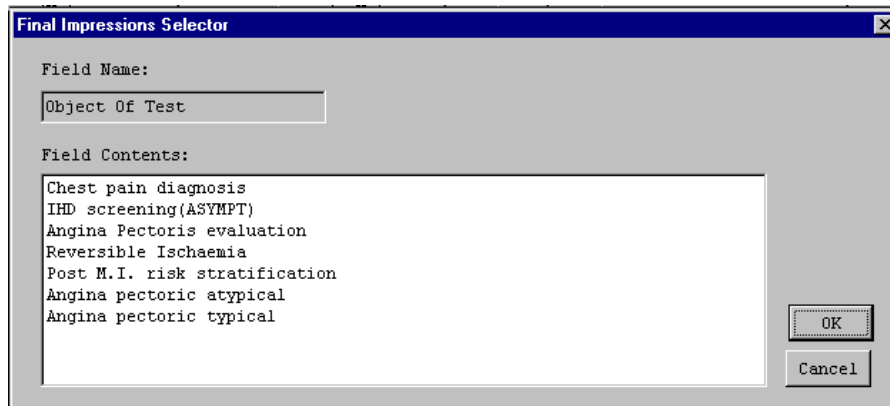 Final Impressions Selector
Field Name:
Object Of Test
Field Contents:
Chest pain diagnosis
IHD screening(ASYMPT)
Angina Pectoris evaluation
Reversible Ischaemia
Post M.I. risk stratification
Angina pectoric atypical
Angina pectoric typical
OK
Cancel